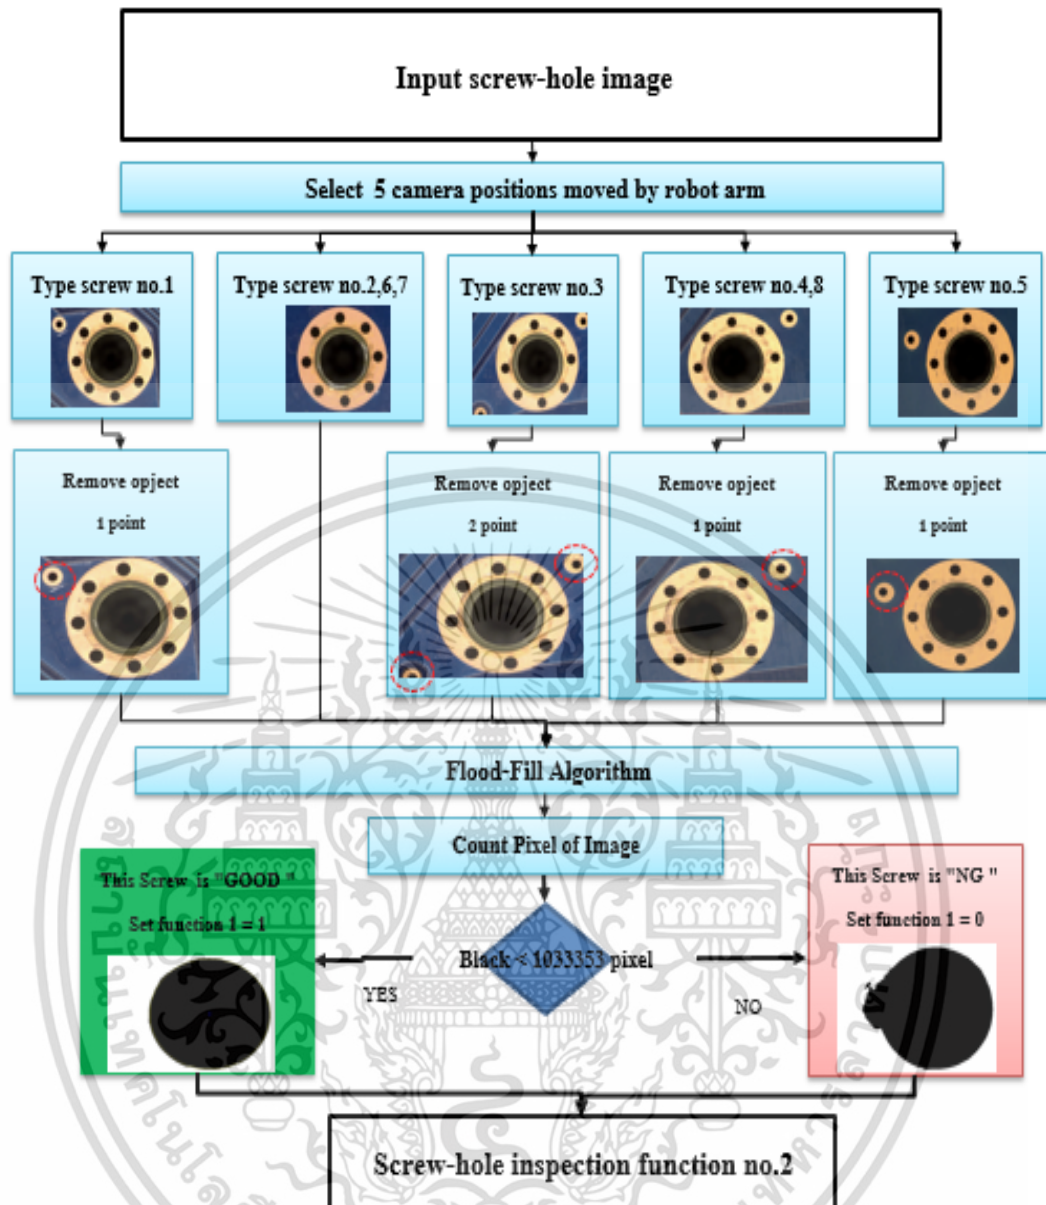 Input screw-hole image
Select 5 camera positions moved by robot arm
Type screw no.1
Type screw no.2,6,7
Type screw no.3
Type screw no.4,8
Type screw no.5
Remove opject
1 point
Remove opject
2 point
Remove opject
1 point
Remove opject
1 point
Flood-Fill Algorithm
Count Pixel of Image
This Screw is "GOOD "
Set function 1 = 1
This Screw is "NG "
Set function 1 = 0
Black < 1033353 pixel
YES
NO
Screw-hole inspection function no.2